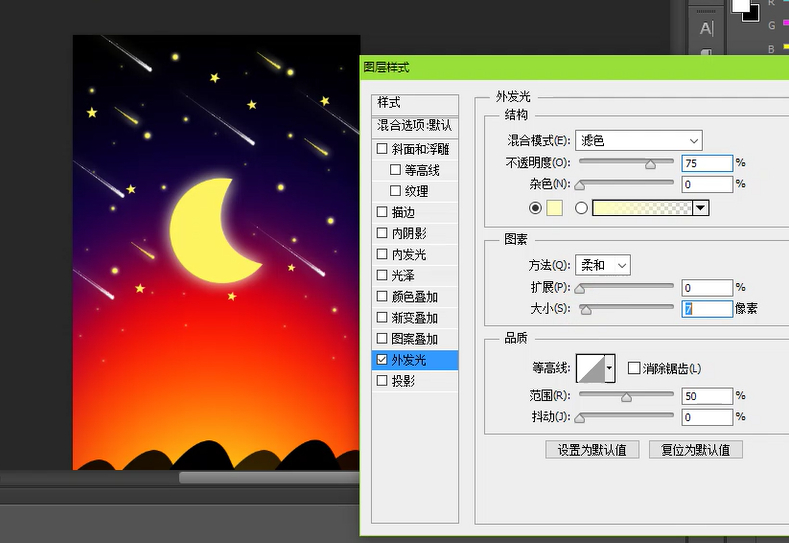 R
A|
G
B
图层样式
样式
混合选项:默认
斜面和浮雕
等高线
纹理
描边
内阴影
内发光
光泽
颜色叠加
渐变叠加
图案叠加
外发光
投影
外发光
结构
混合模式(E): 滤色
不透明度(O): 75 %
杂色(N): 0 %
图素
方法(Q): 柔和
扩展(P): 0 %
大小(S): 7 像素
品质
等高线: 消除锯齿(L)
范围(R): 50 %
抖动(J): 0 %
设置为默认值 复位为默认值